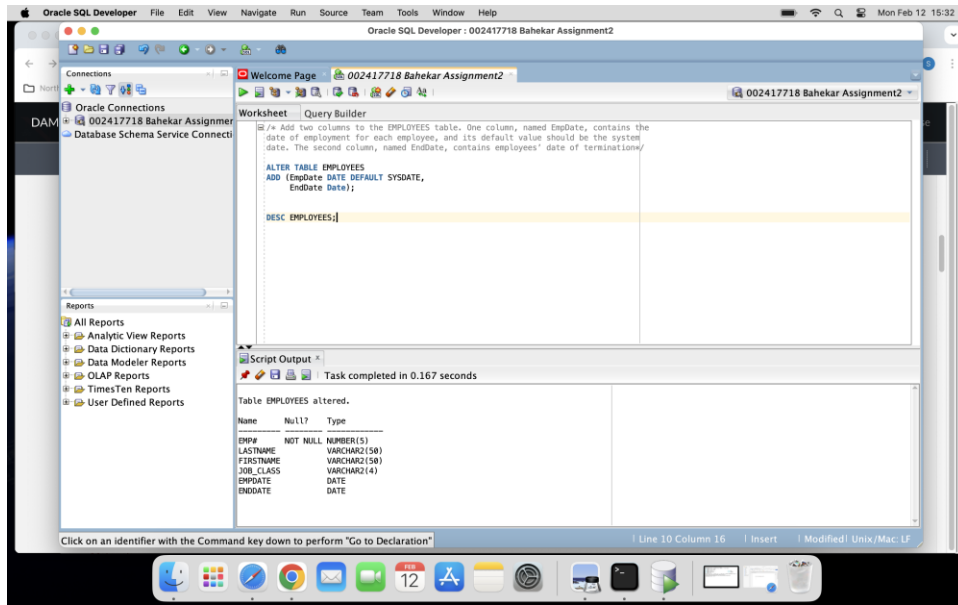 Oracle SQL Developer File Edit View Navigate Run Source Team Tools Window Help Mon Feb 12 15:32
Oracle SQL Developer : 002417718 Bahekar Assignment2
Connections
Oracle Connections
002417718 Bahekar Assignmer
Database Schema Service Connecti
Welcome Page 002417718 Bahekar Assignment2
002417718 Bahekar Assignment2
Worksheet Query Builder
/* Add two columns to the EMPLOYEES table. One column, named EmpDate, contains the
date of employment for each employee, and its default value should be the system
date. The second column, named EndDate, contains employees' date of termination*/
ALTER TABLE EMPLOYEES
ADD (EmpDate DATE DEFAULT SYSDATE,
EndDate Date);
DESC EMPLOYEES;
Reports
All Reports
Analytic View Reports
Data Dictionary Reports
Data Modeler Reports
OLAP Reports
TimesTen Reports
User Defined Reports
Script Output
Task completed in 0.167 seconds
Table EMPLOYEES altered.
Name Null? Type
--------- -------- ------------
EMP# NOT NULL NUMBER(5)
LASTNAME VARCHAR2(50)
FIRSTNAME VARCHAR2(50)
JOB_CLASS VARCHAR2(4)
EMPDATE DATE
ENDDATE DATE
Click on an identifier with the Command key down to perform "Go to Declaration"
Line 10 Column 16 Insert Modified Unix/Mac: LF
North
DAM
S
FEB
12